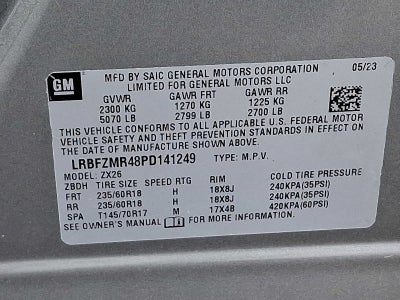 GM MFD BY SAIC GENERAL MOTORS CORPORATION 05/23
LIMITED FOR GENERAL MOTORS LLC
GVWR GAWR FRT GAWR RR
2300 KG 1270 KG 1225 KG
5070 LB 2799 LB 2700 LB
THIS VEHICLE CONFORMS TO ALL APPLICABLE U.S. FEDERAL MOTOR
VEHICLE SAFETY AND THEFT PREVENTION STANDARDS IN EFFECT ON
THE DATE OF MANUFACTURE SHOWN ABOVE.
LRBFZMR48PD141249 TYPE: M.P.V.
MODEL: ZX26
ZBDH TIRE SIZE SPEED RTG RIM COLD TIRE PRESSURE
FRT 235/60R18 H 18X8J 240KPA(35PSI)
RR 235/60R18 H 18X8J 240KPA(35PSI)
SPA T145/70R17 M 17X4B 420KPA(60PSI)
SEE OWNER'S MANUAL FOR MORE INFORMATION.